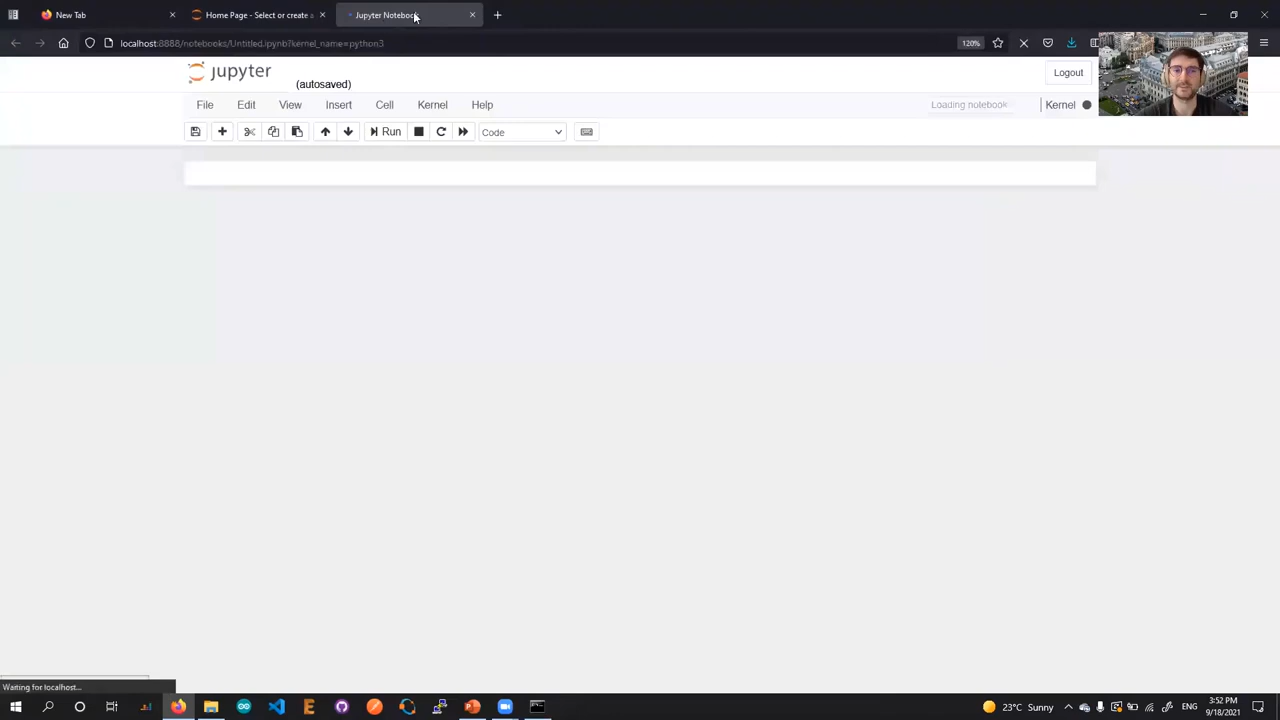 New Tab
Home Page - Select or create a
Jupyter Notebook
localhost:8888/notebooks/Untitled.ipynb?kernel_name=python3
120%
jupyter
(autosaved)
Logout
File Edit View Insert Cell Kernel Help
Loading notebook
Kernel
Run
Code
Waiting for localhost...
23°C Sunny
3:52 PM
9/18/2021